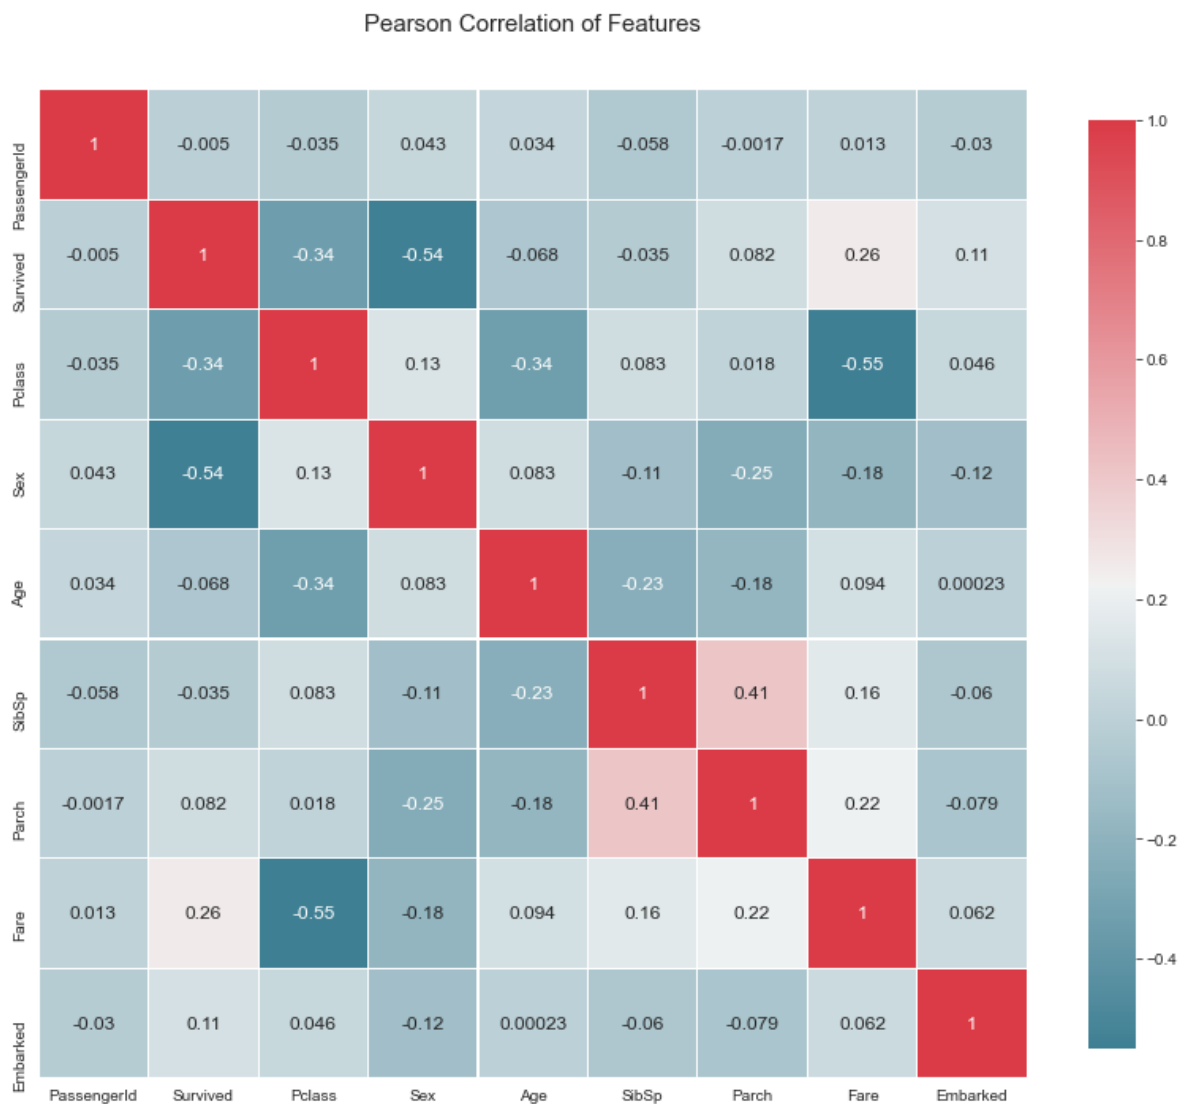 Pearson Correlation of Features
PassengerId
1 -0.005 -0.035 0.043 0.034 -0.058 -0.0017 0.013 -0.03
Survived
-0.005 1 -0.34 -0.54 -0.068 -0.035 0.082 0.26 0.11
Pclass
-0.035 -0.34 1 0.13 -0.34 0.083 0.018 -0.55 0.046
Sex
0.043 -0.54 0.13 1 0.083 -0.11 -0.25 -0.18 -0.12
Age
0.034 -0.068 -0.34 0.083 1 -0.23 -0.18 0.094 0.00023
SibSp
-0.058 -0.035 0.083 -0.11 -0.23 1 0.41 0.16 -0.06
Parch
-0.0017 0.082 0.018 -0.25 -0.18 0.41 1 0.22 -0.079
Fare
0.013 0.26 -0.55 -0.18 0.094 0.16 0.22 1 0.062
Embarked
-0.03 0.11 0.046 -0.12 0.00023 -0.06 -0.079 0.062 1
PassengerId Survived Pclass Sex Age SibSp Parch Fare Embarked
1.0
0.8
0.6
0.4
0.2
0.0
−0.2
−0.4